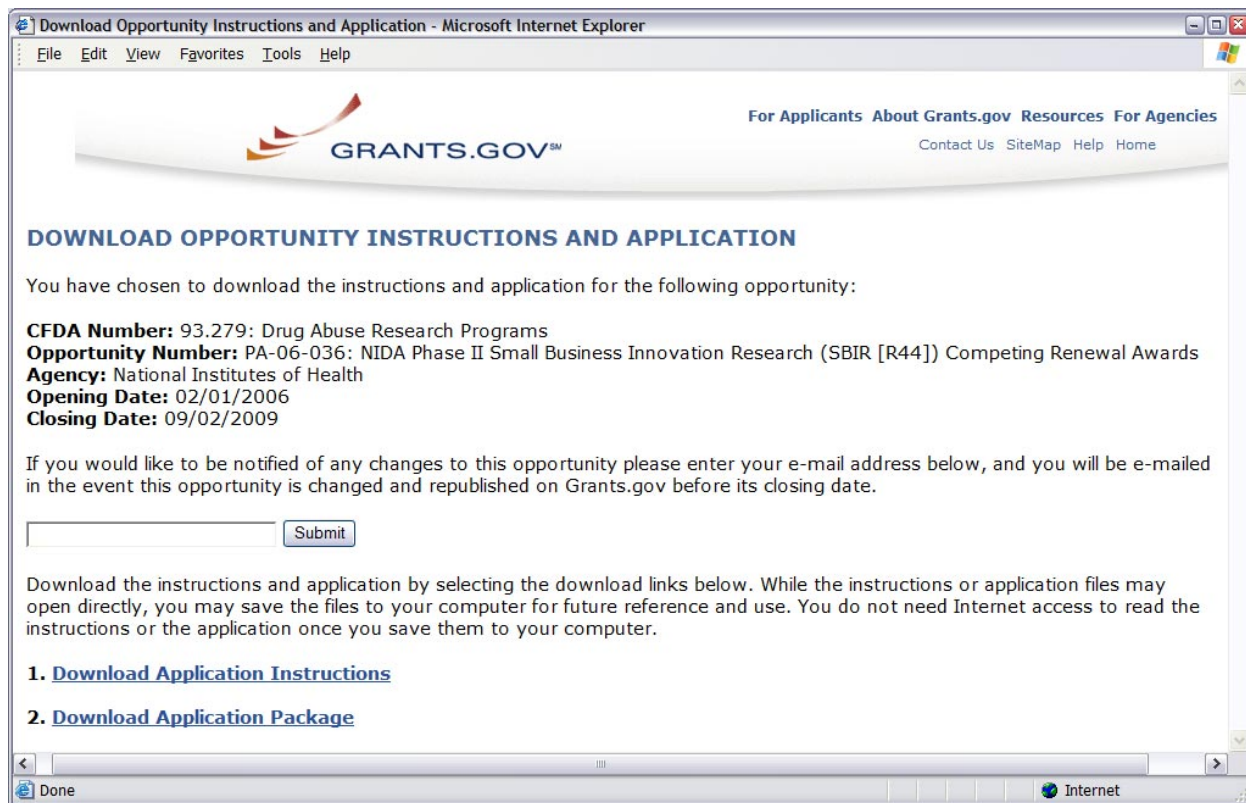 Download Opportunity Instructions and Application - Microsoft Internet Explorer
File Edit View Favorites Tools Help
For Applicants About Grants.gov Resources For Agencies
GRANTS.GOV℠
Contact Us SiteMap Help Home
DOWNLOAD OPPORTUNITY INSTRUCTIONS AND APPLICATION
You have chosen to download the instructions and application for the following opportunity:
CFDA Number: 93.279: Drug Abuse Research Programs
Opportunity Number: PA-06-036: NIDA Phase II Small Business Innovation Research (SBIR [R44]) Competing Renewal Awards
Agency: National Institutes of Health
Opening Date: 02/01/2006
Closing Date: 09/02/2009
If you would like to be notified of any changes to this opportunity please enter your e-mail address below, and you will be e-mailed
in the event this opportunity is changed and republished on Grants.gov before its closing date.
Submit
Download the instructions and application by selecting the download links below. While the instructions or application files may
open directly, you may save the files to your computer for future reference and use. You do not need Internet access to read the
instructions or the application once you save them to your computer.
1. Download Application Instructions
2. Download Application Package
Done
Internet